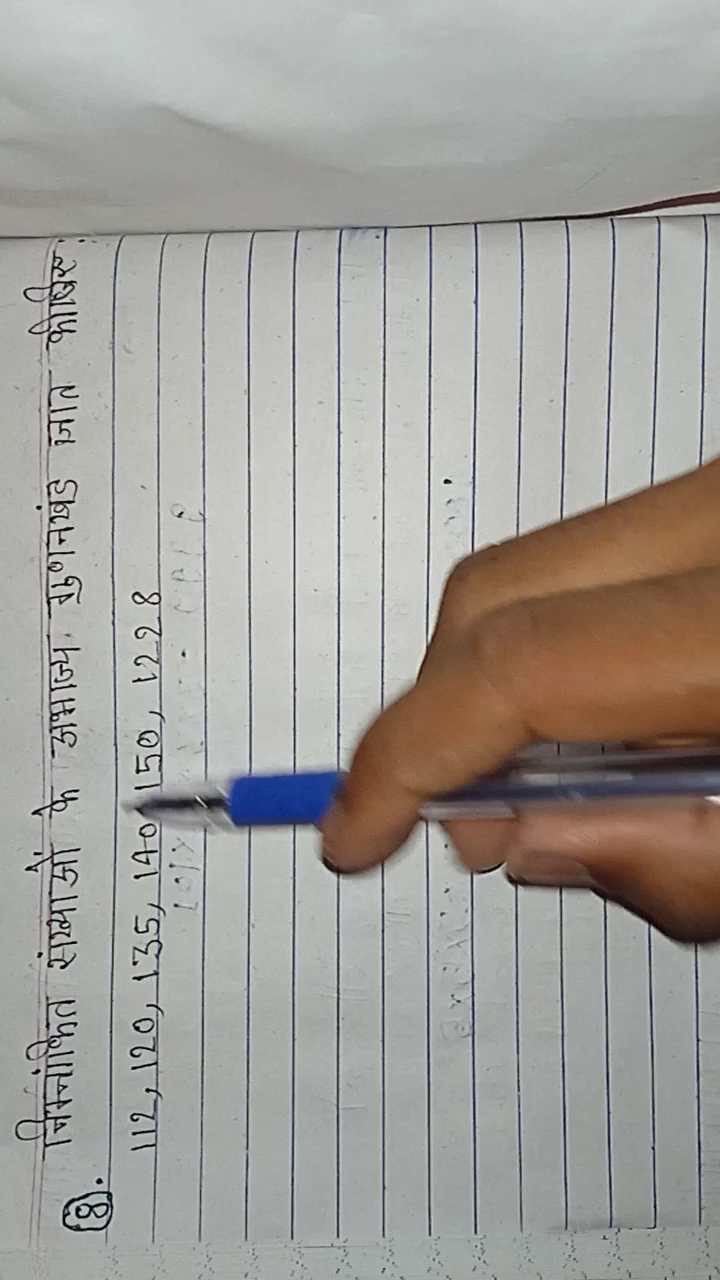 (8). निम्नांकित संख्याओं के अभाज्य गुणनखंड ज्ञात कीजिए:
112, 120, 135, 140, 150, 1228